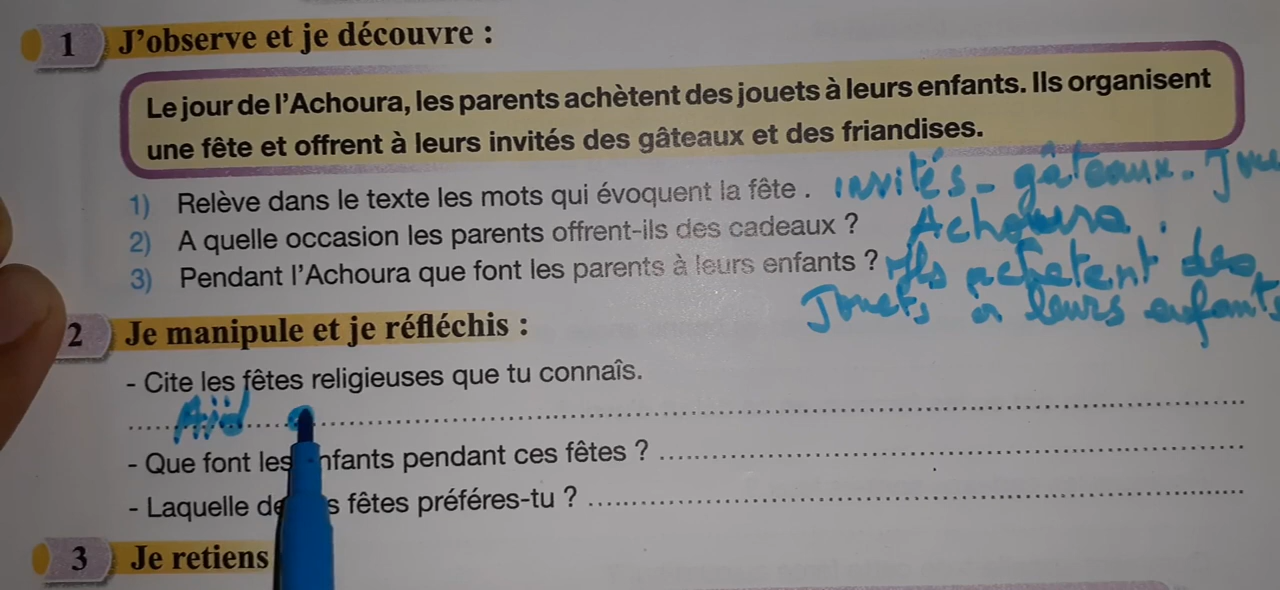 1 J'observe et je découvre :
Le jour de l'Achoura, les parents achètent des jouets à leurs enfants. Ils organisent
une fête et offrent à leurs invités des gâteaux et des friandises.
1) Relève dans le texte les mots qui évoquent la fête . invités - gâteaux - Jou
2) A quelle occasion les parents offrent-ils des cadeaux ? Achoura.
3) Pendant l'Achoura que font les parents à leurs enfants ? Ils achetent des
Jouets à leurs enfants
2 Je manipule et je réfléchis :
- Cite les fêtes religieuses que tu connaîs.
Aïd
- Que font les nfants pendant ces fêtes ?
- Laquelle de s fêtes préféres-tu ?
3 Je retiens